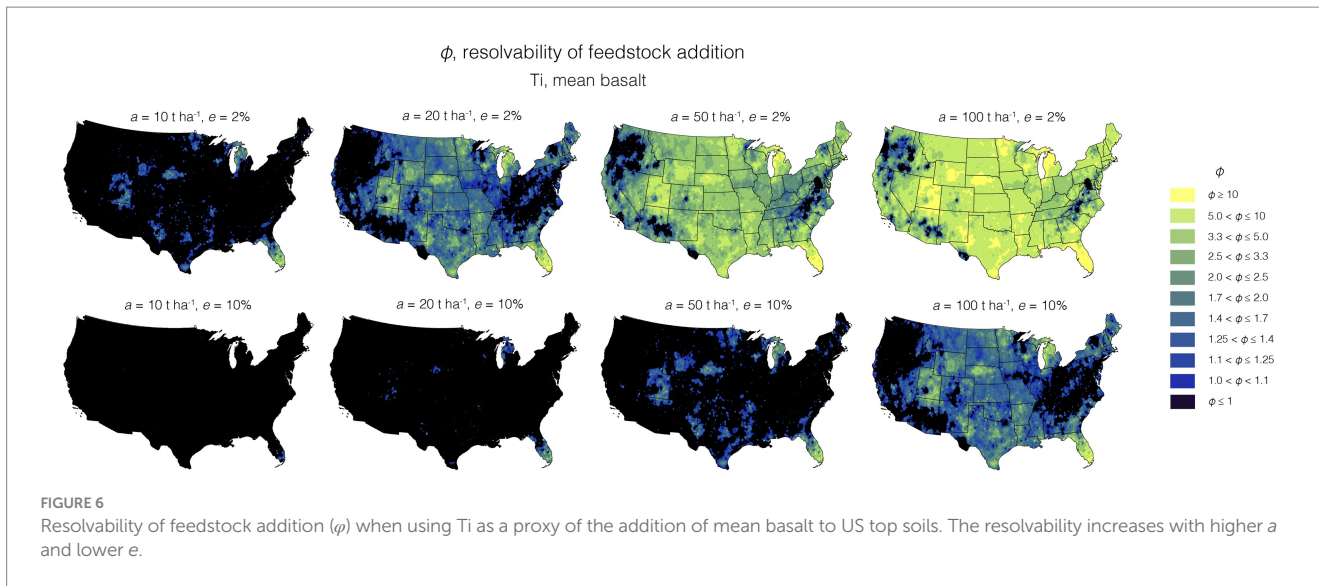 ϕ, resolvability of feedstock addition
Ti, mean basalt
a = 10 t ha⁻¹, e = 2%
a = 20 t ha⁻¹, e = 2%
a = 50 t ha⁻¹, e = 2%
a = 100 t ha⁻¹, e = 2%
a = 10 t ha⁻¹, e = 10%
a = 20 t ha⁻¹, e = 10%
a = 50 t ha⁻¹, e = 10%
a = 100 t ha⁻¹, e = 10%
ϕ
ϕ ≥ 10
5.0 < ϕ ≤ 10
3.3 < ϕ ≤ 5.0
2.5 < ϕ ≤ 3.3
2.0 < ϕ ≤ 2.5
1.7 < ϕ ≤ 2.0
1.4 < ϕ ≤ 1.7
1.25 < ϕ ≤ 1.4
1.1 < ϕ ≤ 1.25
1.0 < ϕ < 1.1
ϕ ≤ 1
FIGURE 6
Resolvability of feedstock addition (φ) when using Ti as a proxy of the addition of mean basalt to US top soils. The resolvability increases with higher a
and lower e.